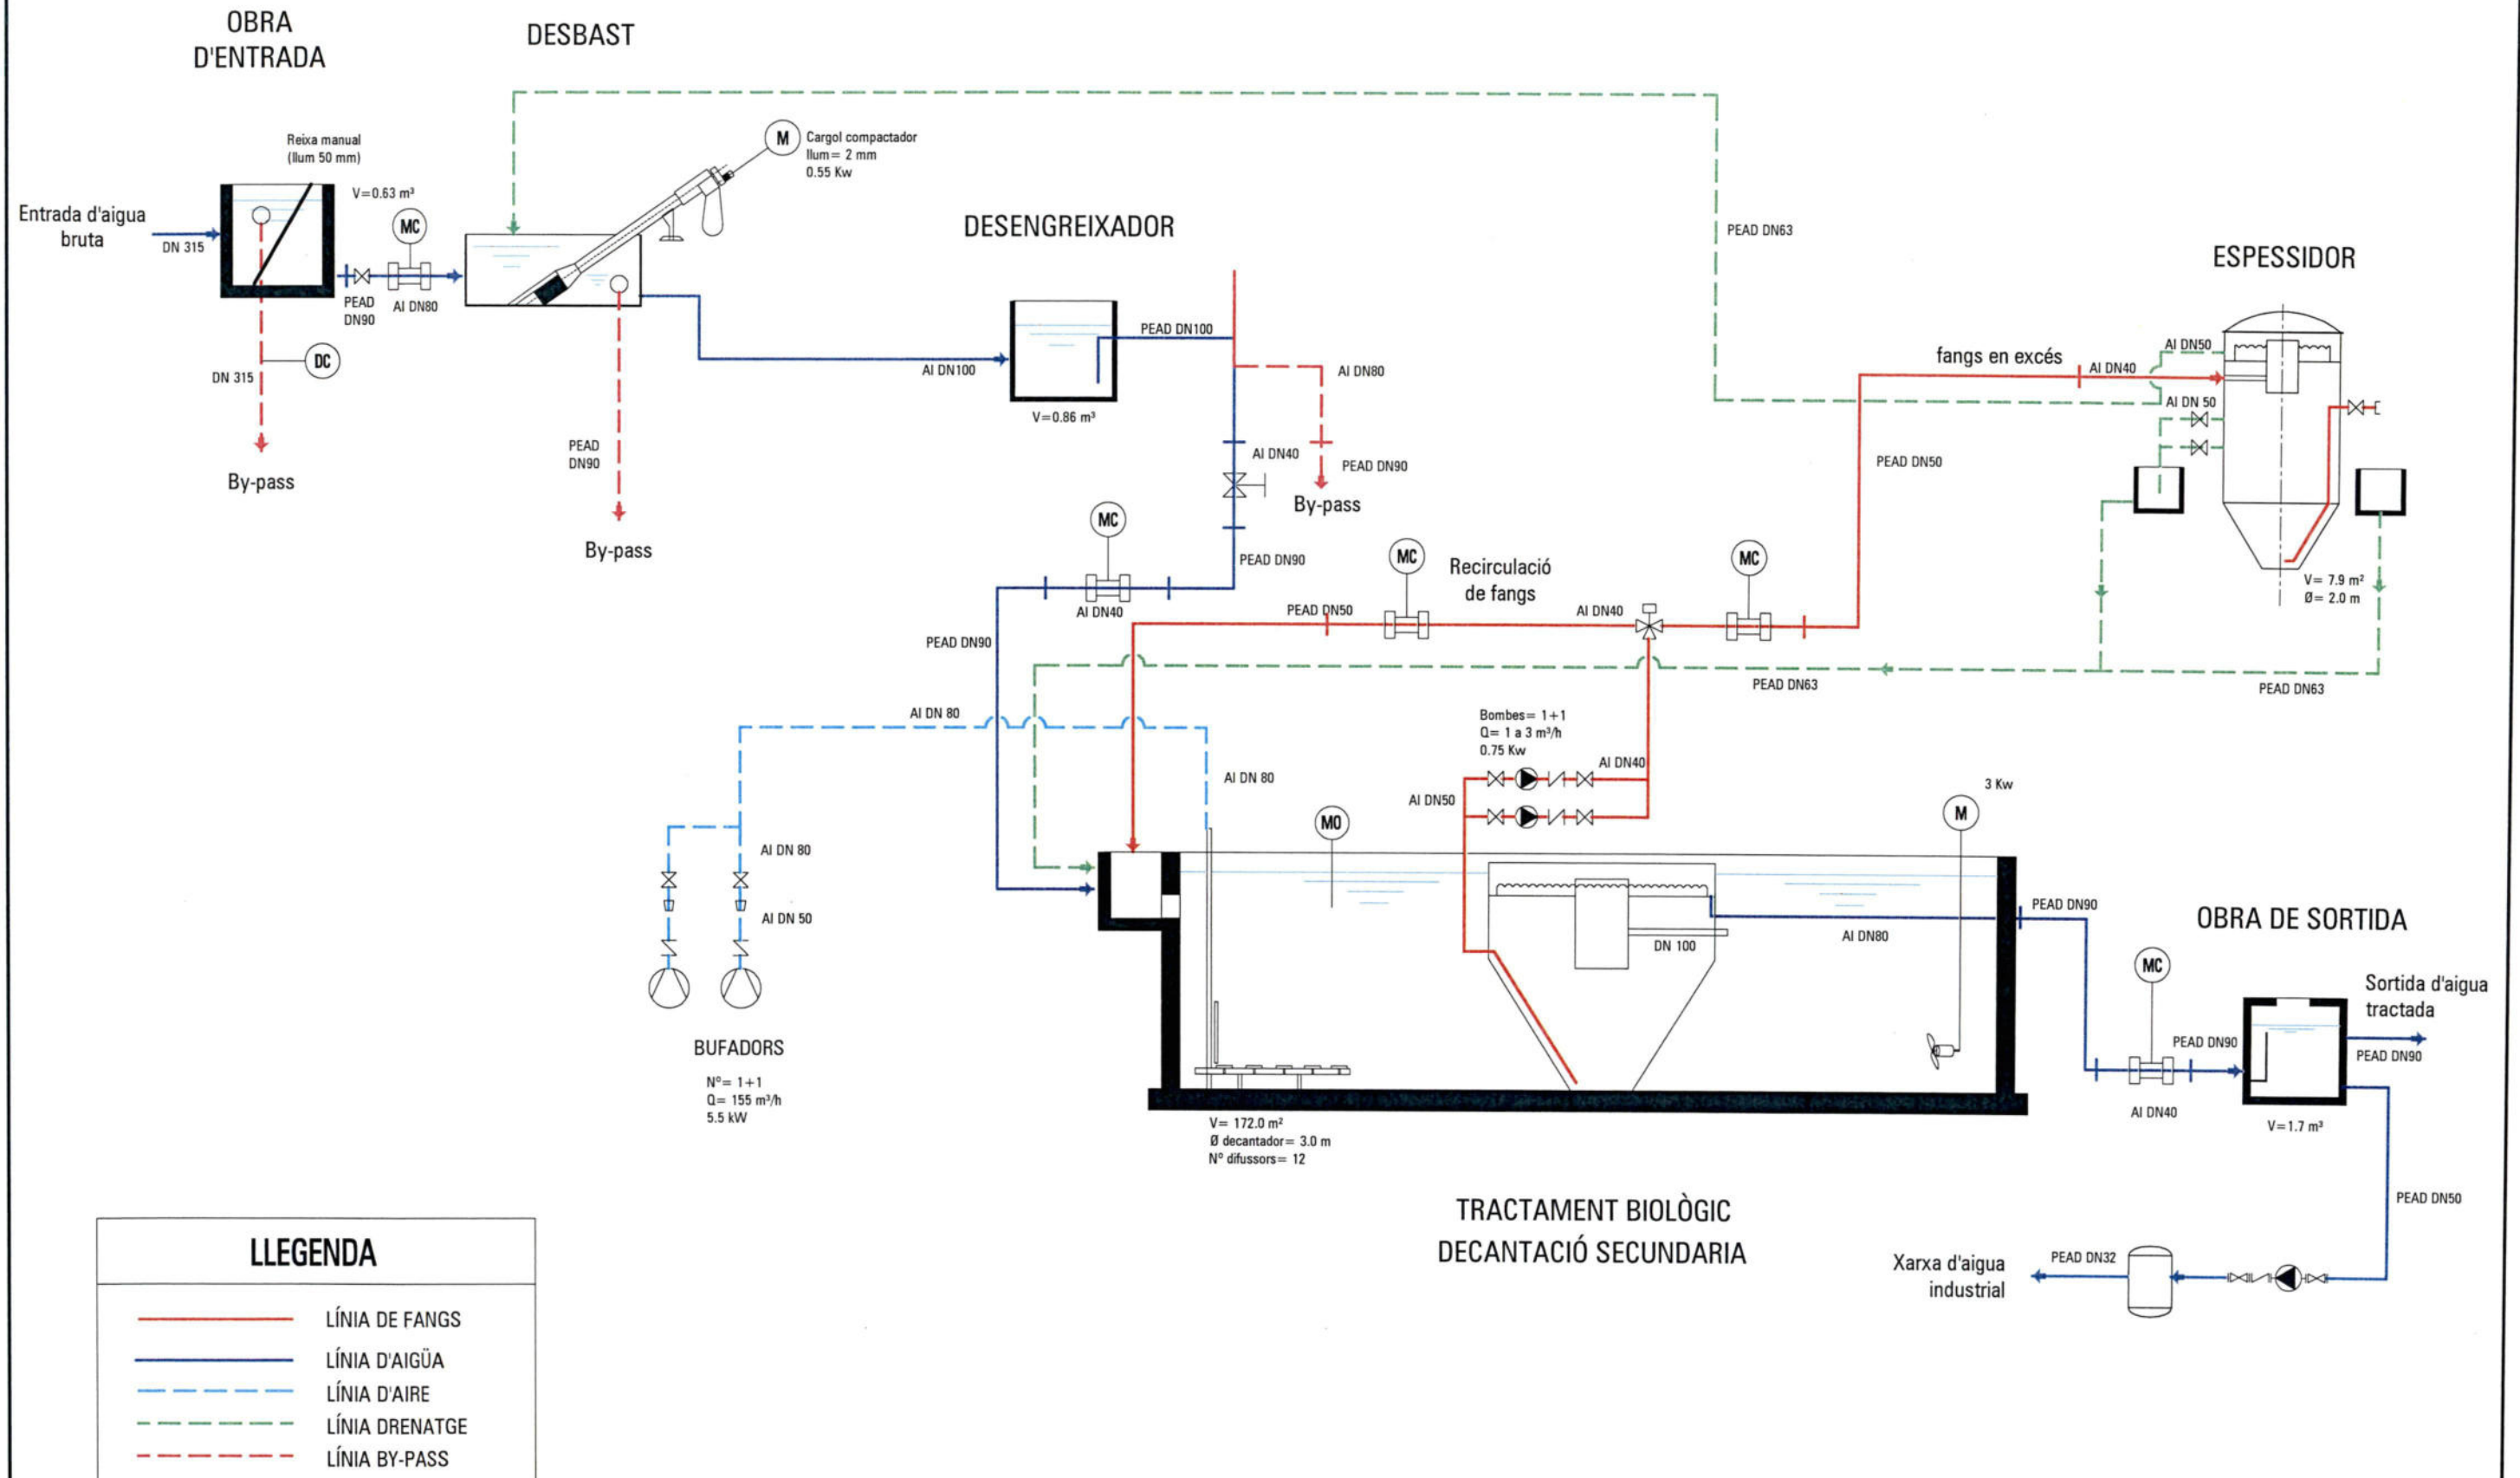 OBRA
D'ENTRADA
DESBAST
Reixa manual
(llum 50 mm)
V=0.63 m³
MC
Entrada d'aigua
bruta
DN 315
PEAD
DN90
AI DN80
DC
DN 315
By-pass
M
Cargol compactador
llum= 2 mm
0.55 Kw
PEAD
DN90
By-pass
DESENGREIXADOR
AI DN100
PEAD DN100
V=0.86 m³
AI DN80
AI DN40
PEAD DN90
By-pass
PEAD DN90
MC
AI DN40
PEAD DN90
PEAD DN63
ESPESSIDOR
fangs en excés
AI DN40
AI DN50
AI DN 50
PEAD DN50
V= 7.9 m²
Ø= 2.0 m
MC
Recirculació
de fangs
PEAD DN50
AI DN40
MC
PEAD DN63
PEAD DN63
AI DN 80
AI DN 80
AI DN 80
AI DN 50
BUFADORS
Nº= 1+1
Q= 155 m³/h
5.5 kW
Bombes= 1+1
Q= 1 a 3 m³/h
0.75 Kw
AI DN40
AI DN50
MO
3 Kw
M
DN 100
AI DN80
PEAD DN90
V= 172.0 m²
Ø decantador= 3.0 m
Nº difussors= 12
TRACTAMENT BIOLÒGIC
DECANTACIÓ SECUNDARIA
OBRA DE SORTIDA
MC
AI DN40
PEAD DN90
Sortida d'aigua
tractada
PEAD DN90
V=1.7 m³
PEAD DN50
Xarxa d'aigua
industrial
PEAD DN32
LLEGENDA
LÍNIA DE FANGS
LÍNIA D'AIGÜA
LÍNIA D'AIRE
LÍNIA DRENATGE
LÍNIA BY-PASS